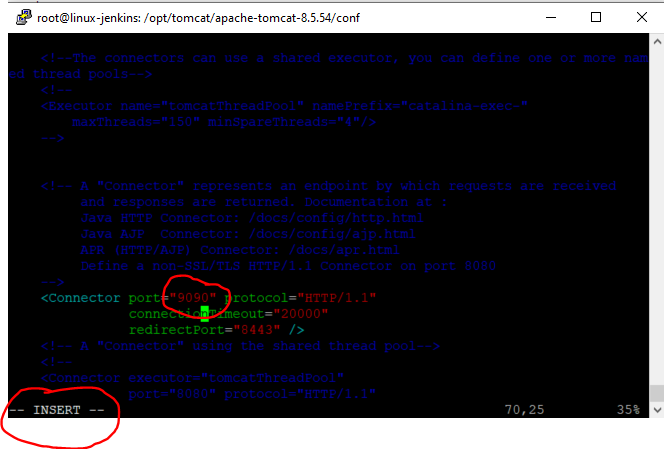 root@linux-jenkins: /opt/tomcat/apache-tomcat-8.5.54/conf
<!--The connectors can use a shared executor, you can define one or more nam
ed thread pools-->
<!--
<Executor name="tomcatThreadPool" namePrefix="catalina-exec-"
maxThreads="150" minSpareThreads="4"/>
-->
<!-- A "Connector" represents an endpoint by which requests are received
and responses are returned. Documentation at :
Java HTTP Connector: /docs/config/http.html
Java AJP  Connector: /docs/config/ajp.html
APR (HTTP/AJP) Connector: /docs/apr.html
Define a non-SSL/TLS HTTP/1.1 Connector on port 8080
-->
<Connector port="9090" protocol="HTTP/1.1"
connectionTimeout="20000"
redirectPort="8443" />
<!-- A "Connector" using the shared thread pool-->
<!--
<Connector executor="tomcatThreadPool"
port="8080" protocol="HTTP/1.1"
-- INSERT -- 70,25 35%